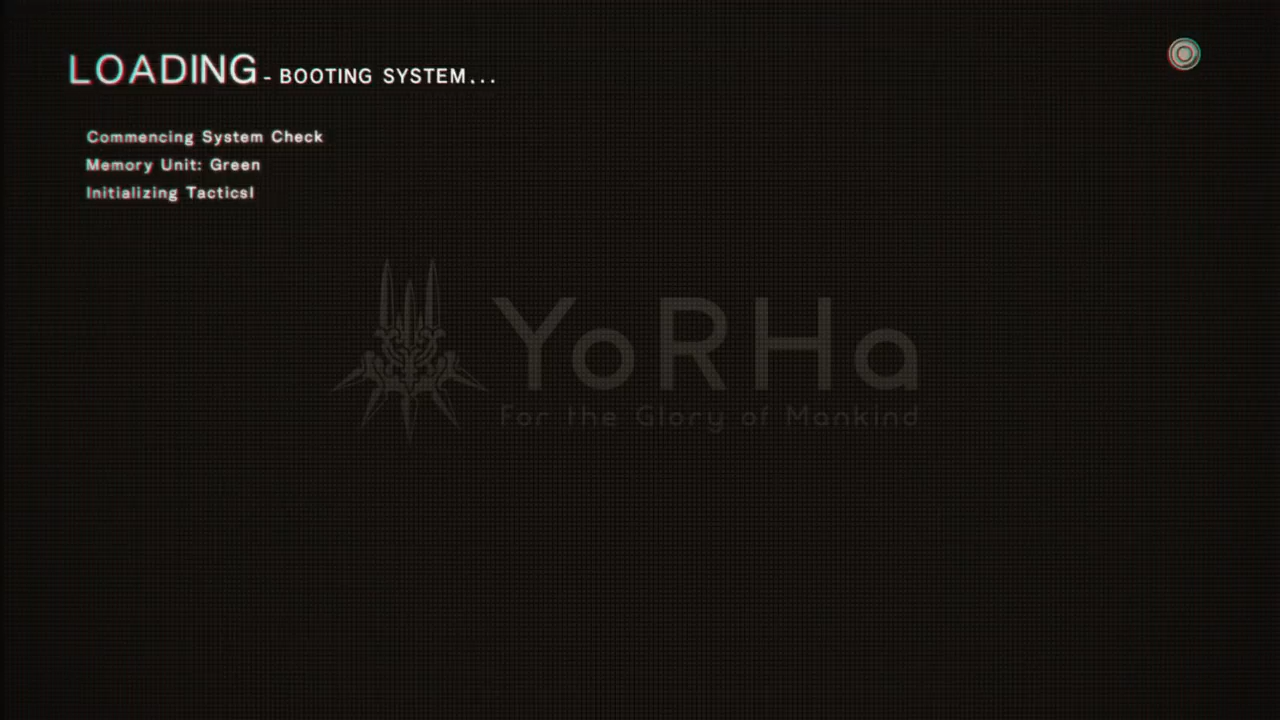 LOADING - BOOTING SYSTEM...
Commencing System Check
Memory Unit: Green
Initializing Tactics
YoRHa
For the Glory of Mankind